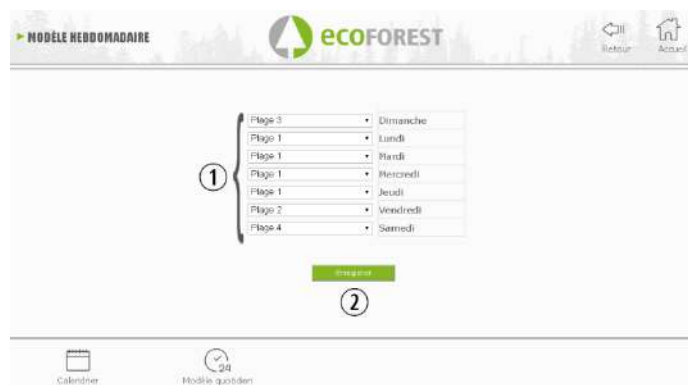 MODÈLE HEBDOMADAIRE
ecoFOREST
Retour
Accueil
Plage 3 Dimanche
Plage 1 Lundi
Plage 1 Mardi
Plage 1 Mercredi
Plage 1 Jeudi
Plage 2 Vendredi
Plage 4 Samedi
1
Enregistrer
2
Calendrier
24
Modèle quotidien